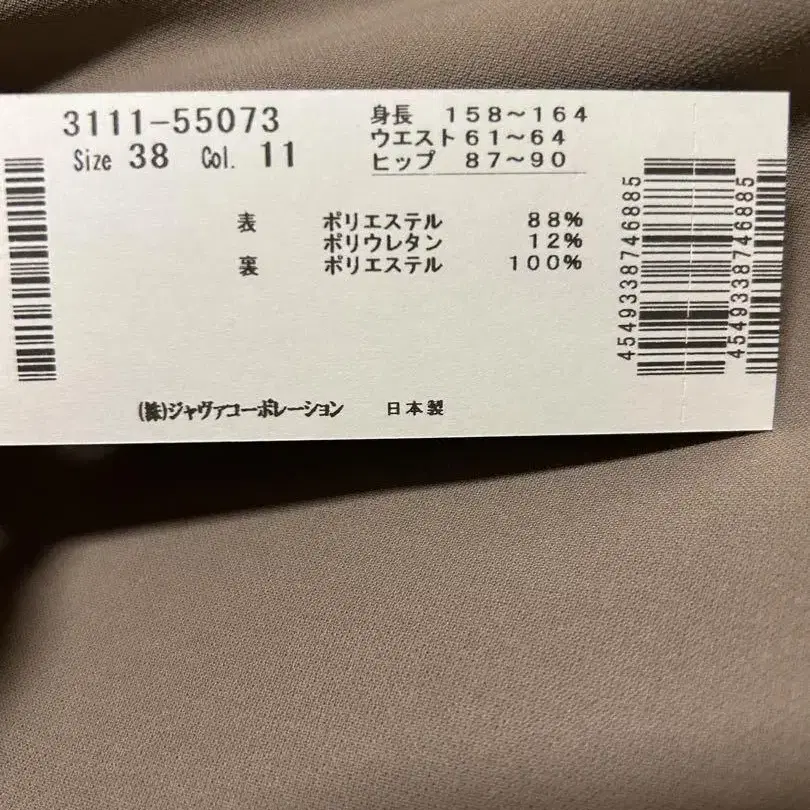 3111-55073
Size 38 Col. 11
身長 158～164
ウエスト 61～64
ヒップ 87～90
表 ポリエステル 88%
ポリウレタン 12%
裏 ポリエステル 100%
4549338746885
4549338746885
(株)ジャヴァコーポレーション 日本製